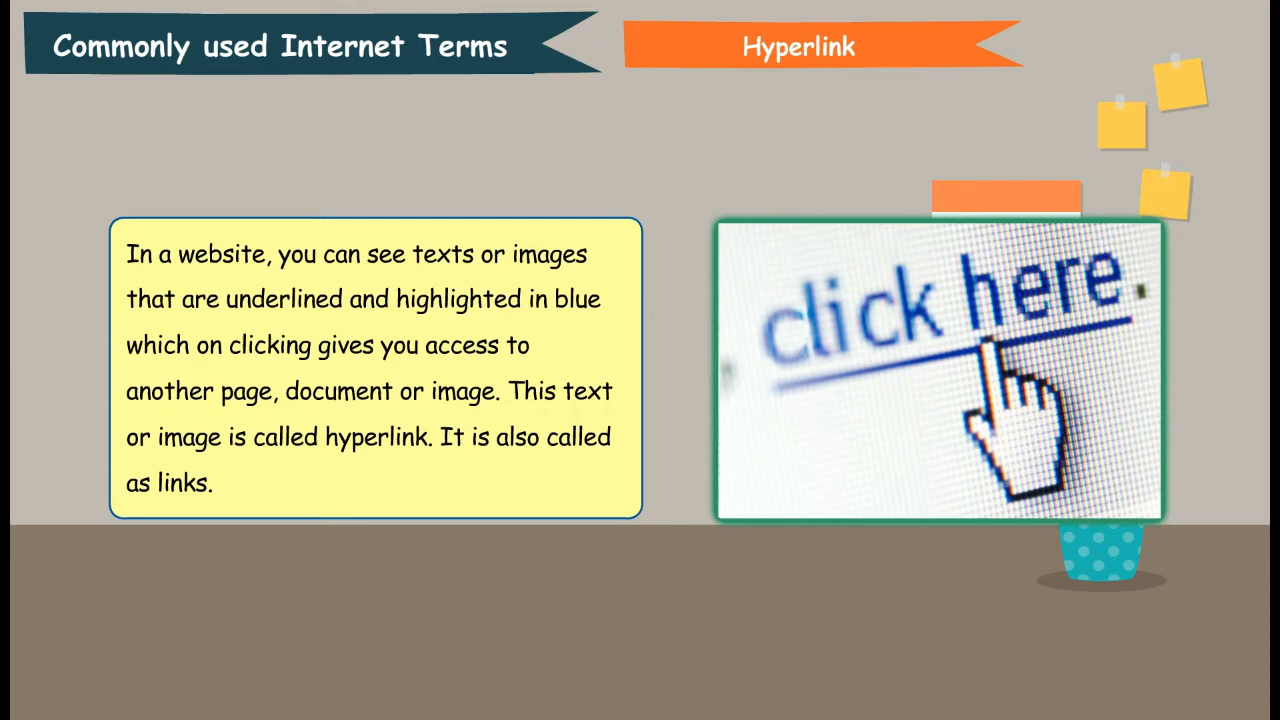 Commonly used Internet Terms
Hyperlink
In a website, you can see texts or images
that are underlined and highlighted in blue
which on clicking gives you access to
another page, document or image. This text
or image is called hyperlink. It is also called
as links.
click here.